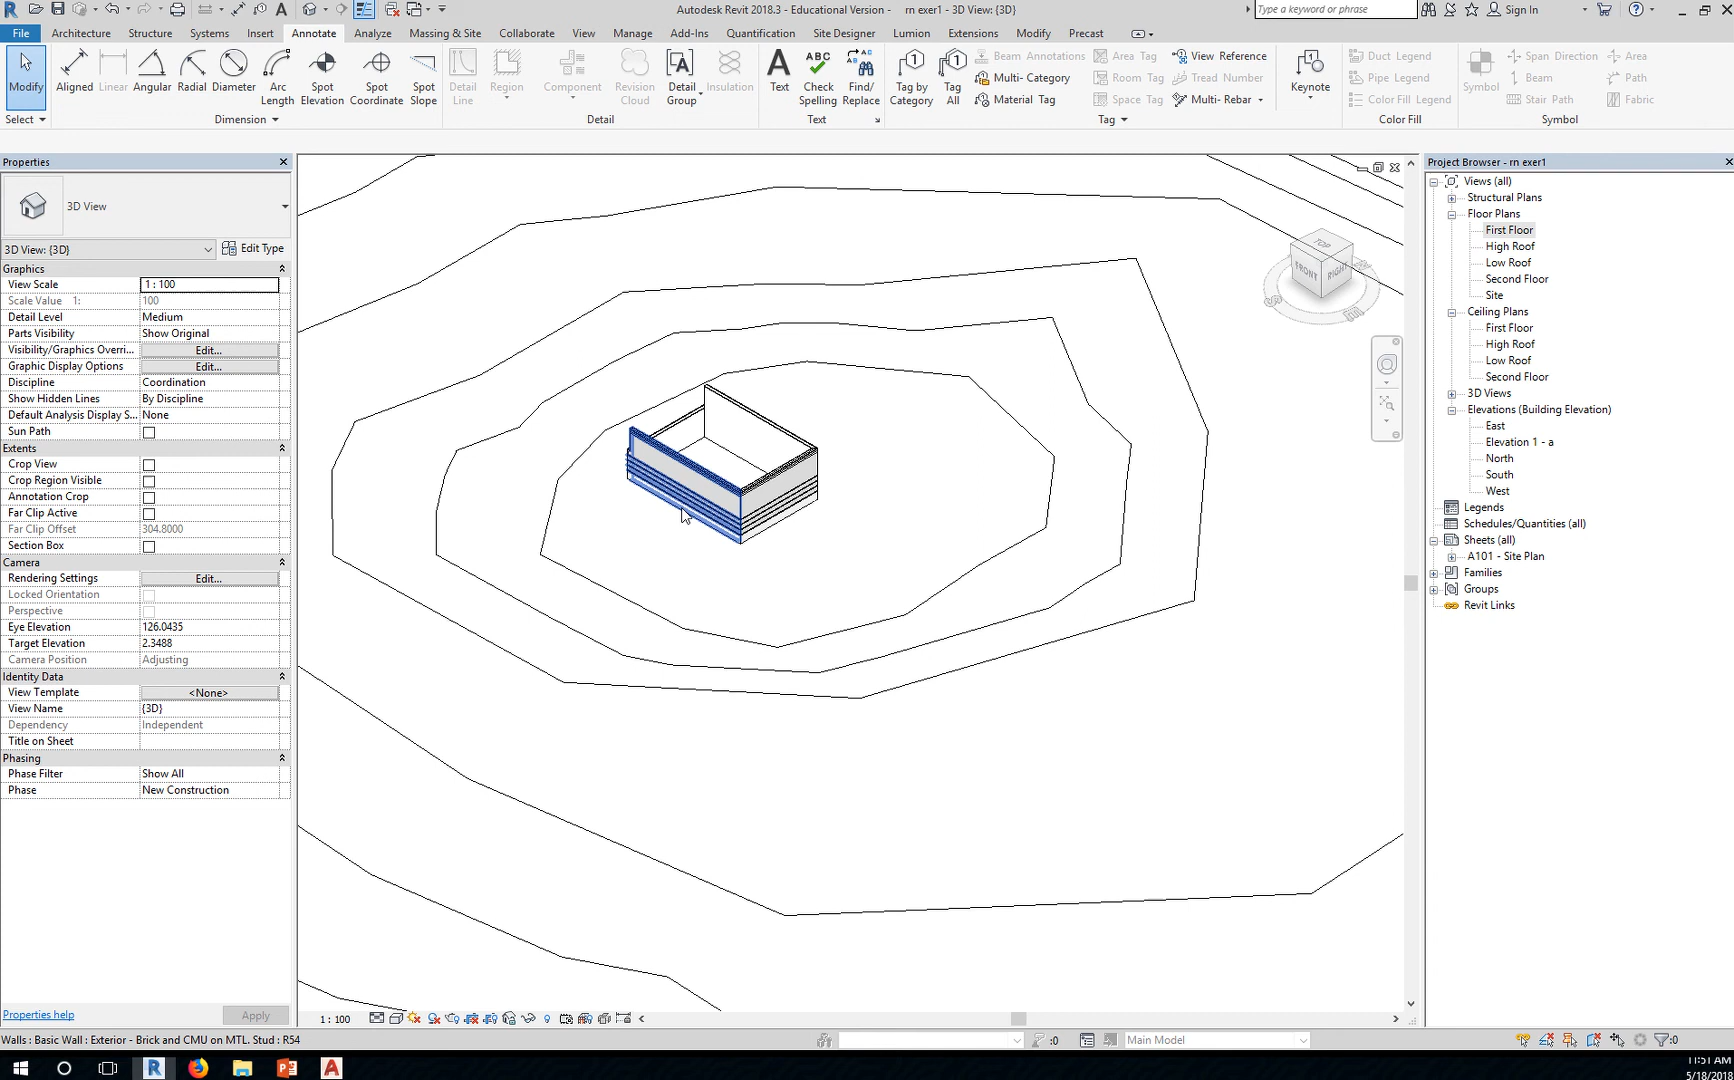 Autodesk Revit 2018.3 - Educational Version - rn exer1 - 3D View: {3D}
Type a keyword or phrase
Sign In
File Architecture Structure Systems Insert Annotate Analyze Massing & Site Collaborate View Manage Add-Ins Quantification Site Designer Lumion Extensions Modify Precast
Modify
Aligned
Linear
Angular
Radial
Diameter
Arc Length
Spot Elevation
Spot Coordinate
Spot Slope
Detail Line
Region
Component
Revision Cloud
Detail Group
Insulation
A Text
ABC Check Spelling
Find/ Replace
Tag by Category
Tag All
Beam Annotations
Multi- Category
Material Tag
Area Tag
Room Tag
Space Tag
View Reference
Tread Number
Multi- Rebar
Keynote
Duct Legend
Pipe Legend
Color Fill Legend
Symbol
Span Direction
Beam
Stair Path
Area
Path
Fabric
Select
Dimension
Detail
Text
Tag
Color Fill
Symbol
Properties
3D View
3D View: {3D}
Edit Type
Graphics
View Scale 1 : 100
Scale Value 1: 100
Detail Level Medium
Parts Visibility Show Original
Visibility/Graphics Overri... Edit...
Graphic Display Options Edit...
Discipline Coordination
Show Hidden Lines By Discipline
Default Analysis Display S... None
Sun Path
Extents
Crop View
Crop Region Visible
Annotation Crop
Far Clip Active
Far Clip Offset 304.8000
Section Box
Camera
Rendering Settings Edit...
Locked Orientation
Perspective
Eye Elevation 126.0435
Target Elevation 2.3488
Camera Position Adjusting
Identity Data
View Template <None>
View Name {3D}
Dependency Independent
Title on Sheet
Phasing
Phase Filter Show All
Phase New Construction
Properties help
Apply
TOP
FRONT
RIGHT
Project Browser - rn exer1
Views (all)
Structural Plans
Floor Plans
First Floor
High Roof
Low Roof
Second Floor
Site
Ceiling Plans
First Floor
High Roof
Low Roof
Second Floor
3D Views
Elevations (Building Elevation)
East
Elevation 1 - a
North
South
West
Legends
Schedules/Quantities (all)
Sheets (all)
A101 - Site Plan
Families
Groups
Revit Links
1 : 100
Walls : Basic Wall : Exterior - Brick and CMU on MTL. Stud : R54
:0
Main Model
:0
11:51 AM
5/18/2018